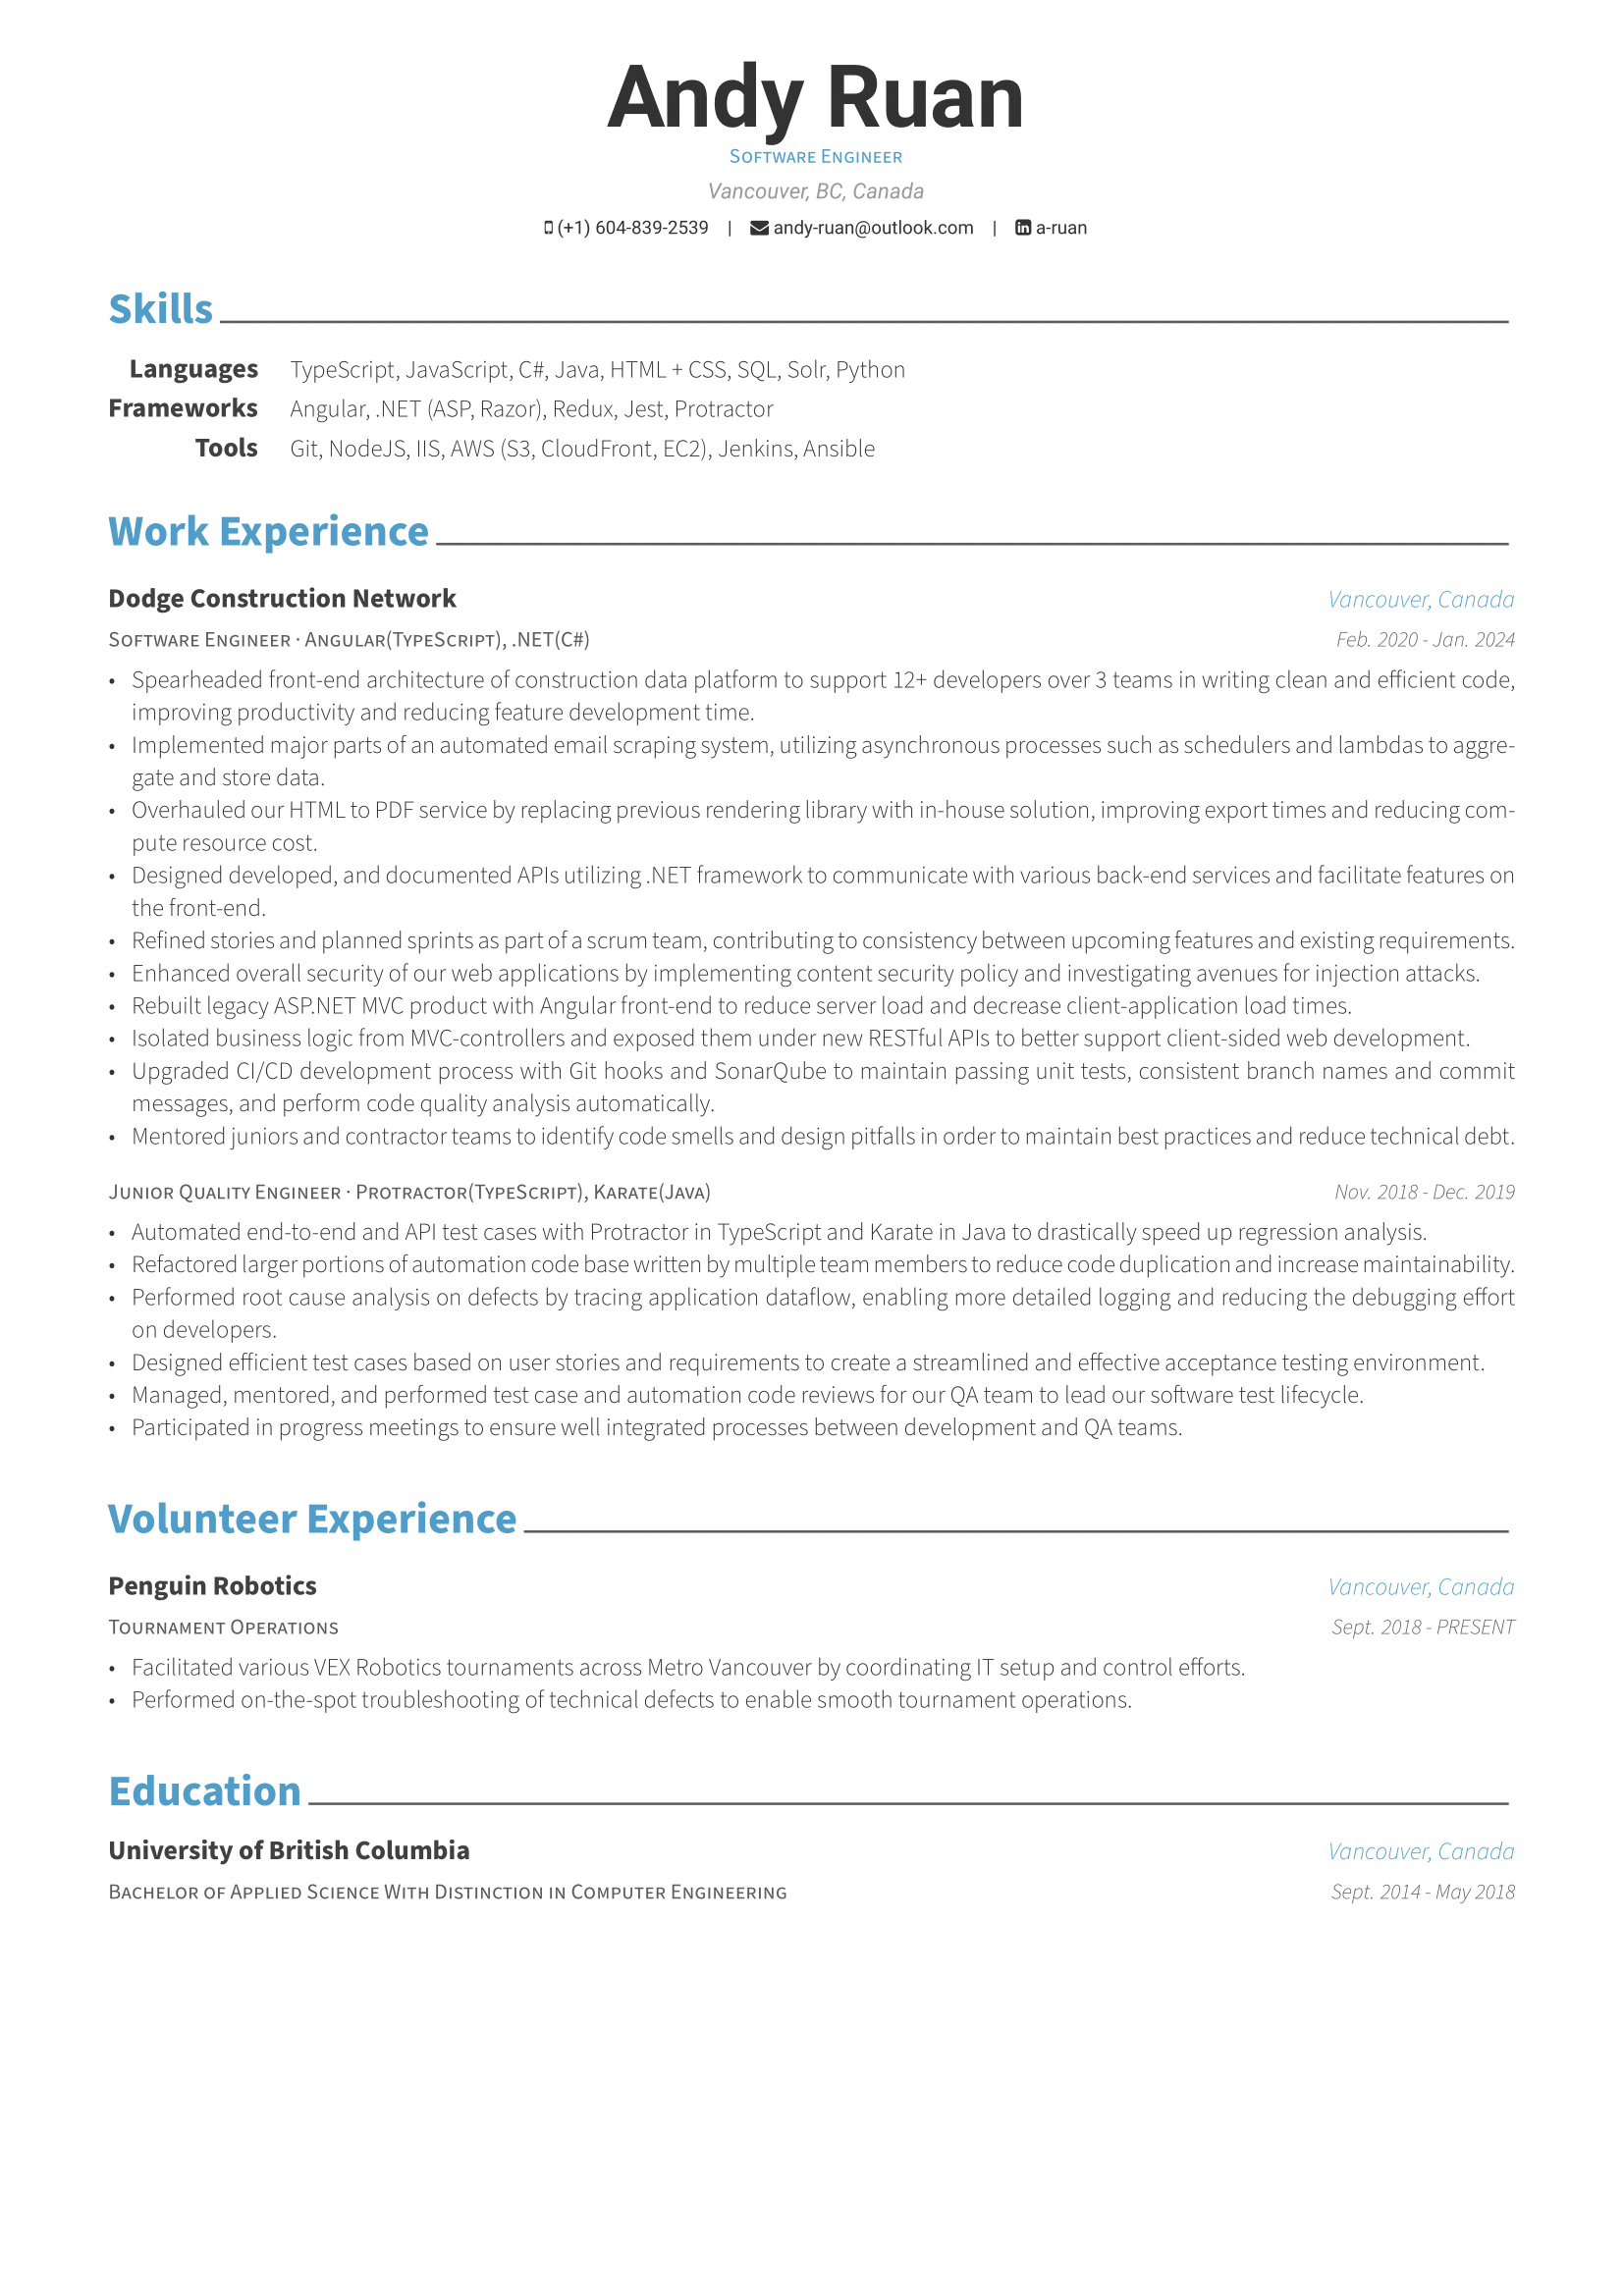 Andy Ruan
Software Engineer
Vancouver, BC, Canada
(+1) 604-839-2539 | andy-ruan@outlook.com | a-ruan
Skills
Languages TypeScript, JavaScript, C#, Java, HTML + CSS, SQL, Solr, Python
Frameworks Angular, .NET (ASP, Razor), Redux, Jest, Protractor
Tools Git, NodeJS, IIS, AWS (S3, CloudFront, EC2), Jenkins, Ansible
Work Experience
Dodge Construction Network Vancouver, Canada
Software Engineer · Angular(TypeScript), .NET(C#) Feb. 2020 - Jan. 2024
• Spearheaded front-end architecture of construction data platform to support 12+ developers over 3 teams in writing clean and efficient code,
improving productivity and reducing feature development time.
• Implemented major parts of an automated email scraping system, utilizing asynchronous processes such as schedulers and lambdas to aggre-
gate and store data.
• Overhauled our HTML to PDF service by replacing previous rendering library with in-house solution, improving export times and reducing com-
pute resource cost.
• Designed developed, and documented APIs utilizing .NET framework to communicate with various back-end services and facilitate features on
the front-end.
• Refined stories and planned sprints as part of a scrum team, contributing to consistency between upcoming features and existing requirements.
• Enhanced overall security of our web applications by implementing content security policy and investigating avenues for injection attacks.
• Rebuilt legacy ASP.NET MVC product with Angular front-end to reduce server load and decrease client-application load times.
• Isolated business logic from MVC-controllers and exposed them under new RESTful APIs to better support client-sided web development.
• Upgraded CI/CD development process with Git hooks and SonarQube to maintain passing unit tests, consistent branch names and commit
messages, and perform code quality analysis automatically.
• Mentored juniors and contractor teams to identify code smells and design pitfalls in order to maintain best practices and reduce technical debt.
Junior Quality Engineer · Protractor(TypeScript), Karate(Java) Nov. 2018 - Dec. 2019
• Automated end-to-end and API test cases with Protractor in TypeScript and Karate in Java to drastically speed up regression analysis.
• Refactored larger portions of automation code base written by multiple team members to reduce code duplication and increase maintainability.
• Performed root cause analysis on defects by tracing application dataflow, enabling more detailed logging and reducing the debugging effort
on developers.
• Designed efficient test cases based on user stories and requirements to create a streamlined and effective acceptance testing environment.
• Managed, mentored, and performed test case and automation code reviews for our QA team to lead our software test lifecycle.
• Participated in progress meetings to ensure well integrated processes between development and QA teams.
Volunteer Experience
Penguin Robotics Vancouver, Canada
Tournament Operations Sept. 2018 - PRESENT
• Facilitated various VEX Robotics tournaments across Metro Vancouver by coordinating IT setup and control efforts.
• Performed on-the-spot troubleshooting of technical defects to enable smooth tournament operations.
Education
University of British Columbia Vancouver, Canada
Bachelor of Applied Science With Distinction in Computer Engineering Sept. 2014 - May 2018